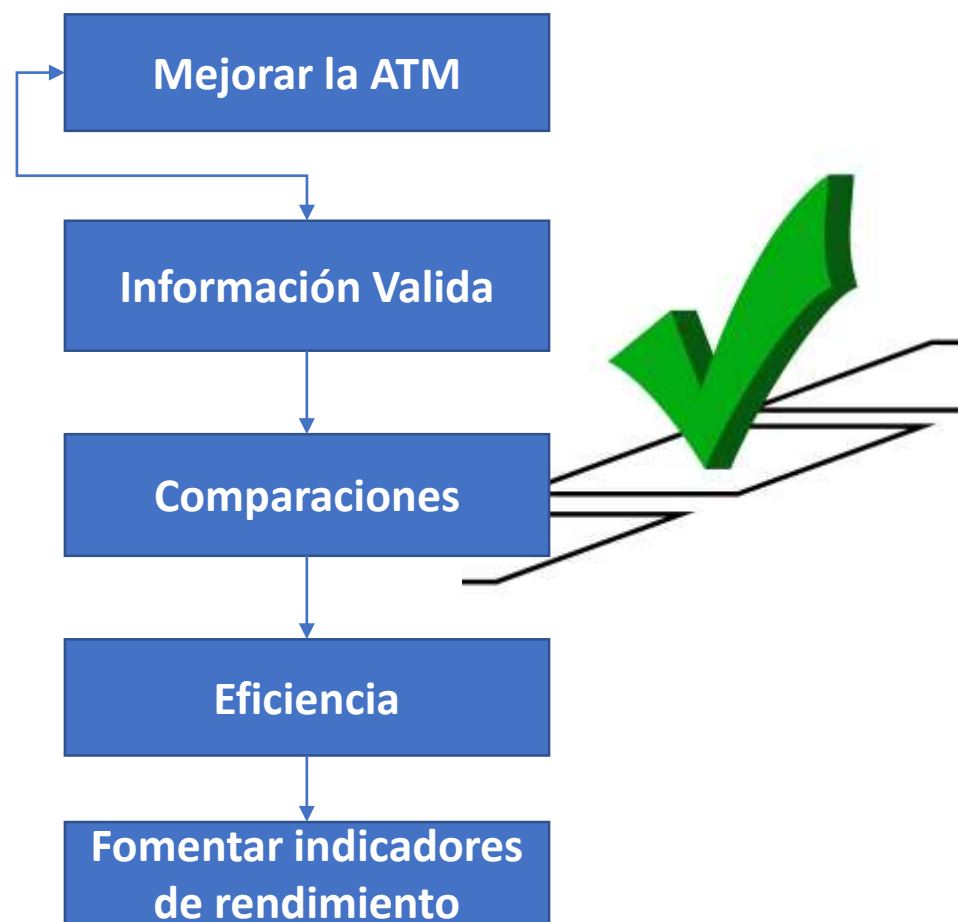 Mejorar la ATM
Información Valida
Comparaciones
Eficiencia
Fomentar indicadores
de rendimiento